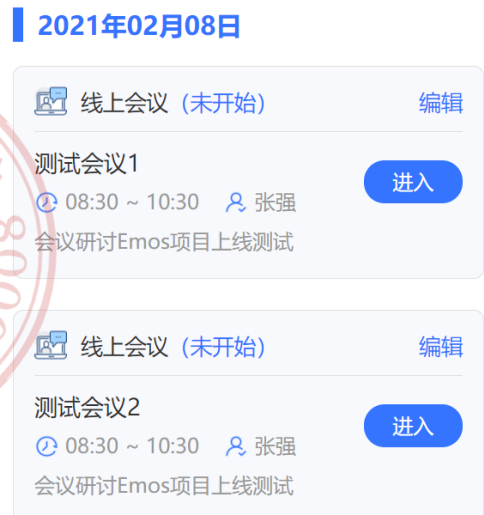 2021年02月08日
线上会议（未开始） 编辑
测试会议1
进入
08:30 ~ 10:30 张强
会议研讨Emos项目上线测试
线上会议（未开始） 编辑
测试会议2
进入
08:30 ~ 10:30 张强
会议研讨Emos项目上线测试